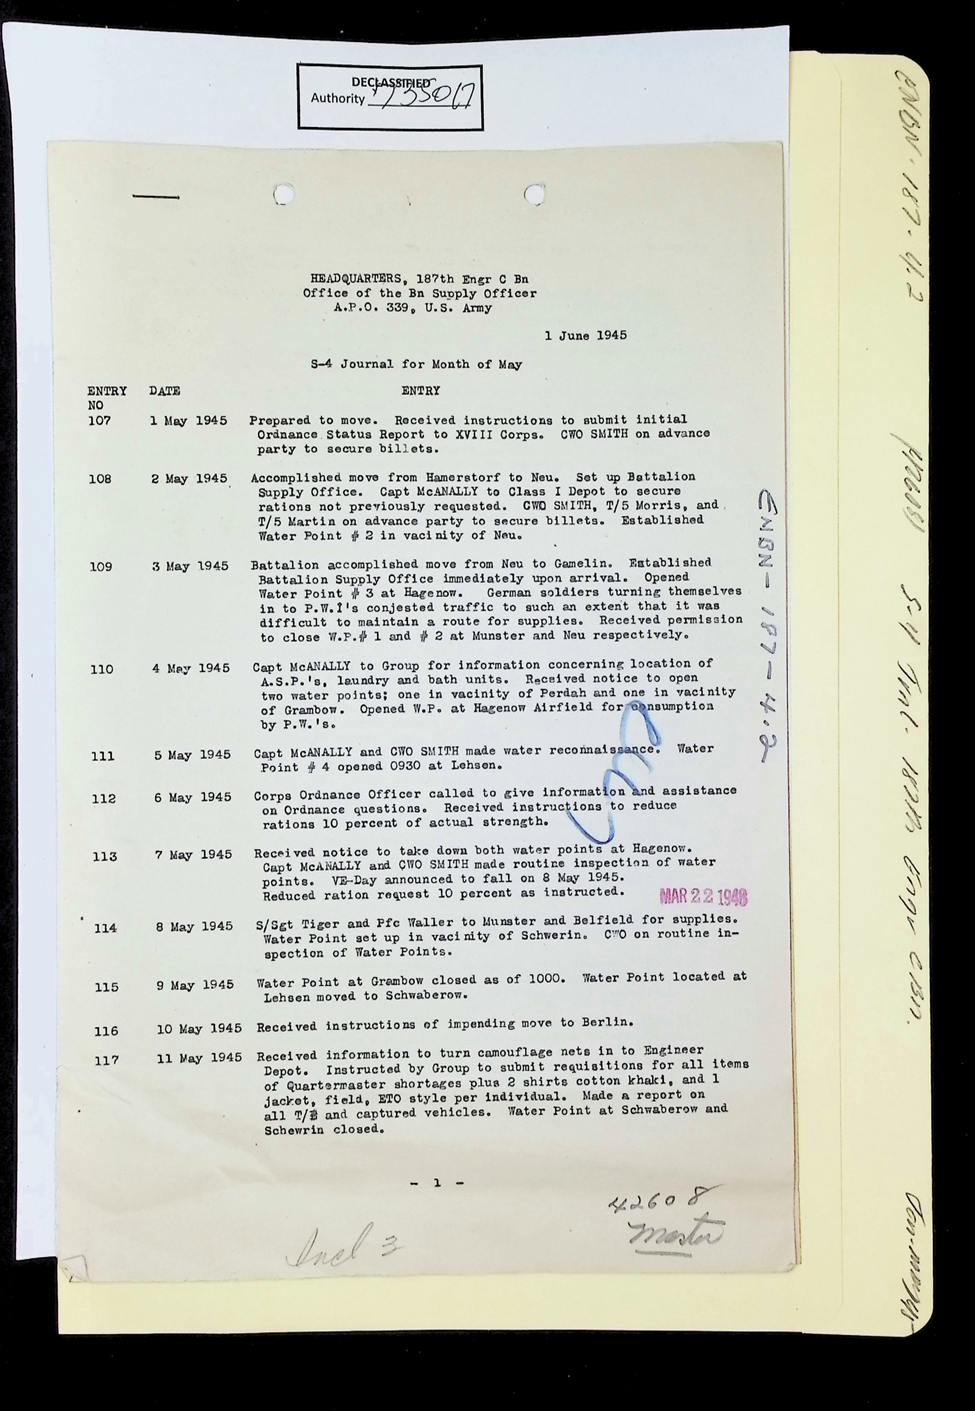 DECLASSIFIED
Authority 735017
HEADQUARTERS, 187th Engr C Bn
Office of the Bn Supply Officer
A.P.O. 339, U.S. Army
1 June 1945
S-4 Journal for Month of May
ENTRY NO DATE ENTRY
107 1 May 1945 Prepared to move. Received instructions to submit initial
Ordnance Status Report to XVIII Corps. CWO SMITH on advance
party to secure billets.
108 2 May 1945 Accomplished move from Hamerstorf to Neu. Set up Battalion
Supply Office. Capt McANALLY to Class I Depot to secure
rations not previously requested. CWO SMITH, T/5 Morris, and
T/5 Martin on advance party to secure billets. Established
Water Point # 2 in vacinity of Neu.
109 3 May 1945 Battalion accomplished move from Neu to Gamelin. Established
Battalion Supply Office immediately upon arrival. Opened
Water Point # 3 at Hagenow. German soldiers turning themselves
in to P.W.I's conjested traffic to such an extent that it was
difficult to maintain a route for supplies. Received permission
to close W.P.# 1 and # 2 at Munster and Neu respectively.
110 4 May 1945 Capt McANALLY to Group for information concerning location of
A.S.P.'s, laundry and bath units. Received notice to open
two water points; one in vacinity of Perdah and one in vacinity
of Grambow. Opened W.P. at Hagenow Airfield for consumption
by P.W.'s.
111 5 May 1945 Capt McANALLY and CWO SMITH made water reconnaissance. Water
Point # 4 opened 0930 at Lehsen.
112 6 May 1945 Corps Ordnance Officer called to give information and assistance
on Ordnance questions. Received instructions to reduce
rations 10 percent of actual strength.
113 7 May 1945 Received notice to take down both water points at Hagenow.
Capt McANALLY and CWO SMITH made routine inspection of water
points. VE-Day announced to fall on 8 May 1945.
Reduced ration request 10 percent as instructed.
MAR 22 1946
114 8 May 1945 S/Sgt Tiger and Pfc Waller to Munster and Belfield for supplies.
Water Point set up in vacinity of Schwerin. CWO on routine in-
spection of Water Points.
115 9 May 1945 Water Point at Grambow closed as of 1000. Water Point located at
Lehsen moved to Schwaberow.
116 10 May 1945 Received instructions of impending move to Berlin.
117 11 May 1945 Received information to turn camouflage nets in to Engineer
Depot. Instructed by Group to submit requisitions for all items
of Quartermaster shortages plus 2 shirts cotton khaki, and 1
jacket, field, ETO style per individual. Made a report on
all T/E and captured vehicles. Water Point at Schwaberow and
Schewrin closed.
- 1 -
42608
Master
Incl 3
ENBN-187-4.2
ENBN-187-4.2
S-4 Jnl. 187th Engr C Bn.